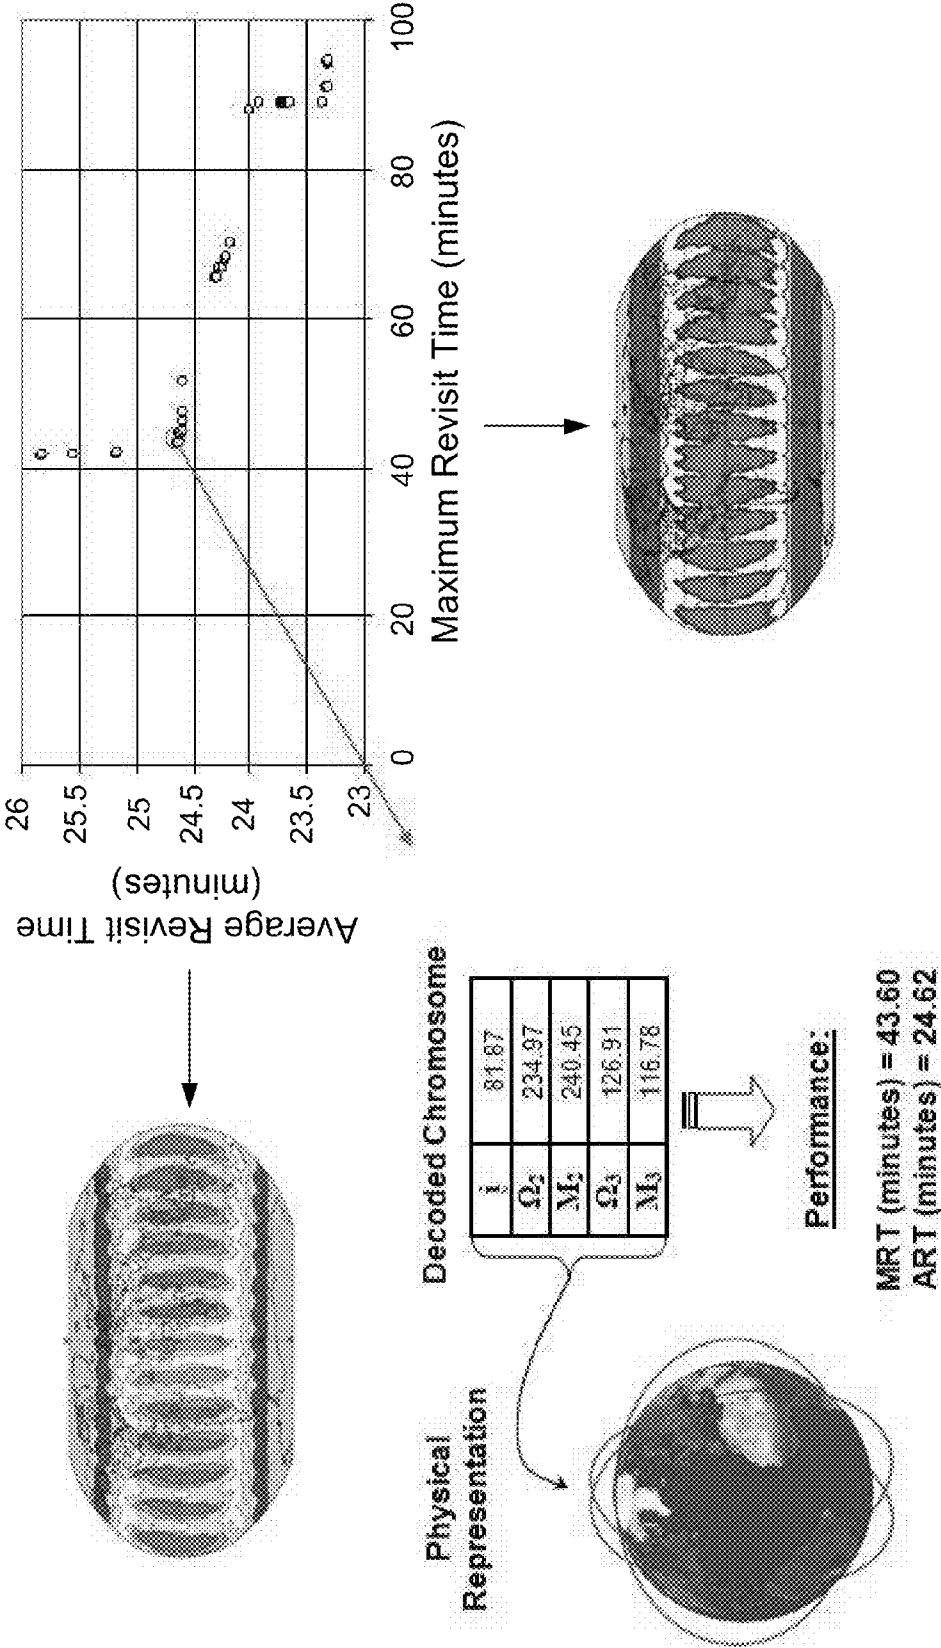 Average Revisit Time
(minutes)
26
25.5
25
24.5
24
23.5
23
0
20
40
60
80
100
Maximum Revisit Time (minutes)
Physical
Representation
Decoded Chromosome
i 81.87
Ω₂ 234.97
M₂ 240.45
Ω₃ 126.91
M₃ 116.78
Performance:
MRT (minutes) = 43.60
ART (minutes) = 24.62